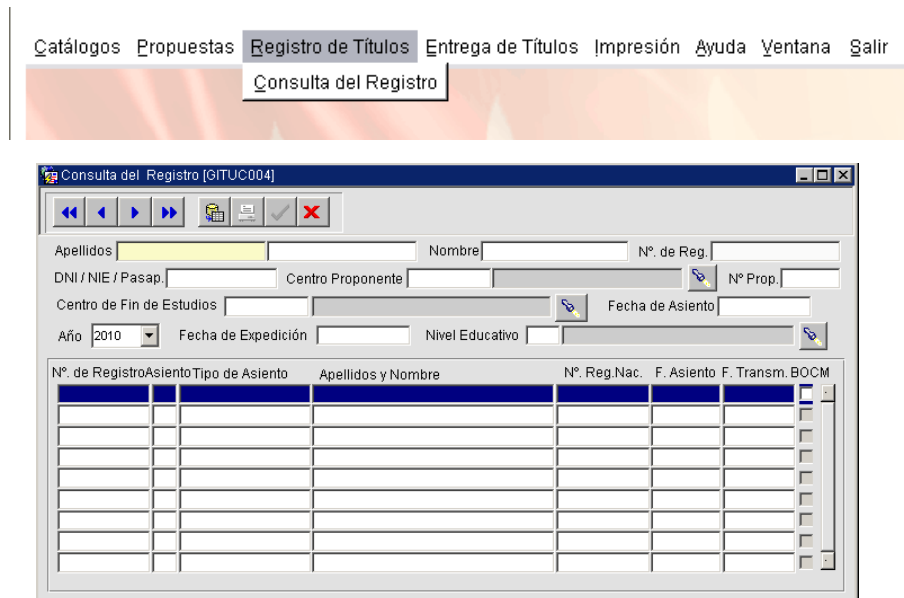 Catálogos Propuestas Registro de Títulos Entrega de Títulos Impresión Ayuda Ventana Salir
Consulta del Registro
Consulta del Registro [GITUC004]
Apellidos Nombre Nº. de Reg.
DNI / NIE / Pasap. Centro Proponente Nº Prop.
Centro de Fin de Estudios Fecha de Asiento
Año 2010 Fecha de Expedición Nivel Educativo
Nº. de Registro Asiento Tipo de Asiento Apellidos y Nombre Nº. Reg.Nac. F. Asiento F. Transm. BOCM